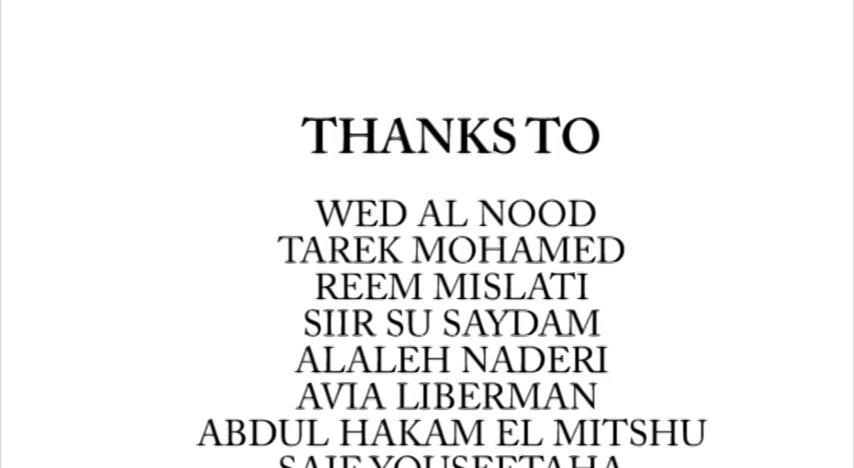 THANKS TO
WED AL NOOD
TAREK MOHAMED
REEM MISLATI
SIIR SU SAYDAM
ALALEH NADERI
AVIA LIBERMAN
ABDUL HAKAM EL MITSHU